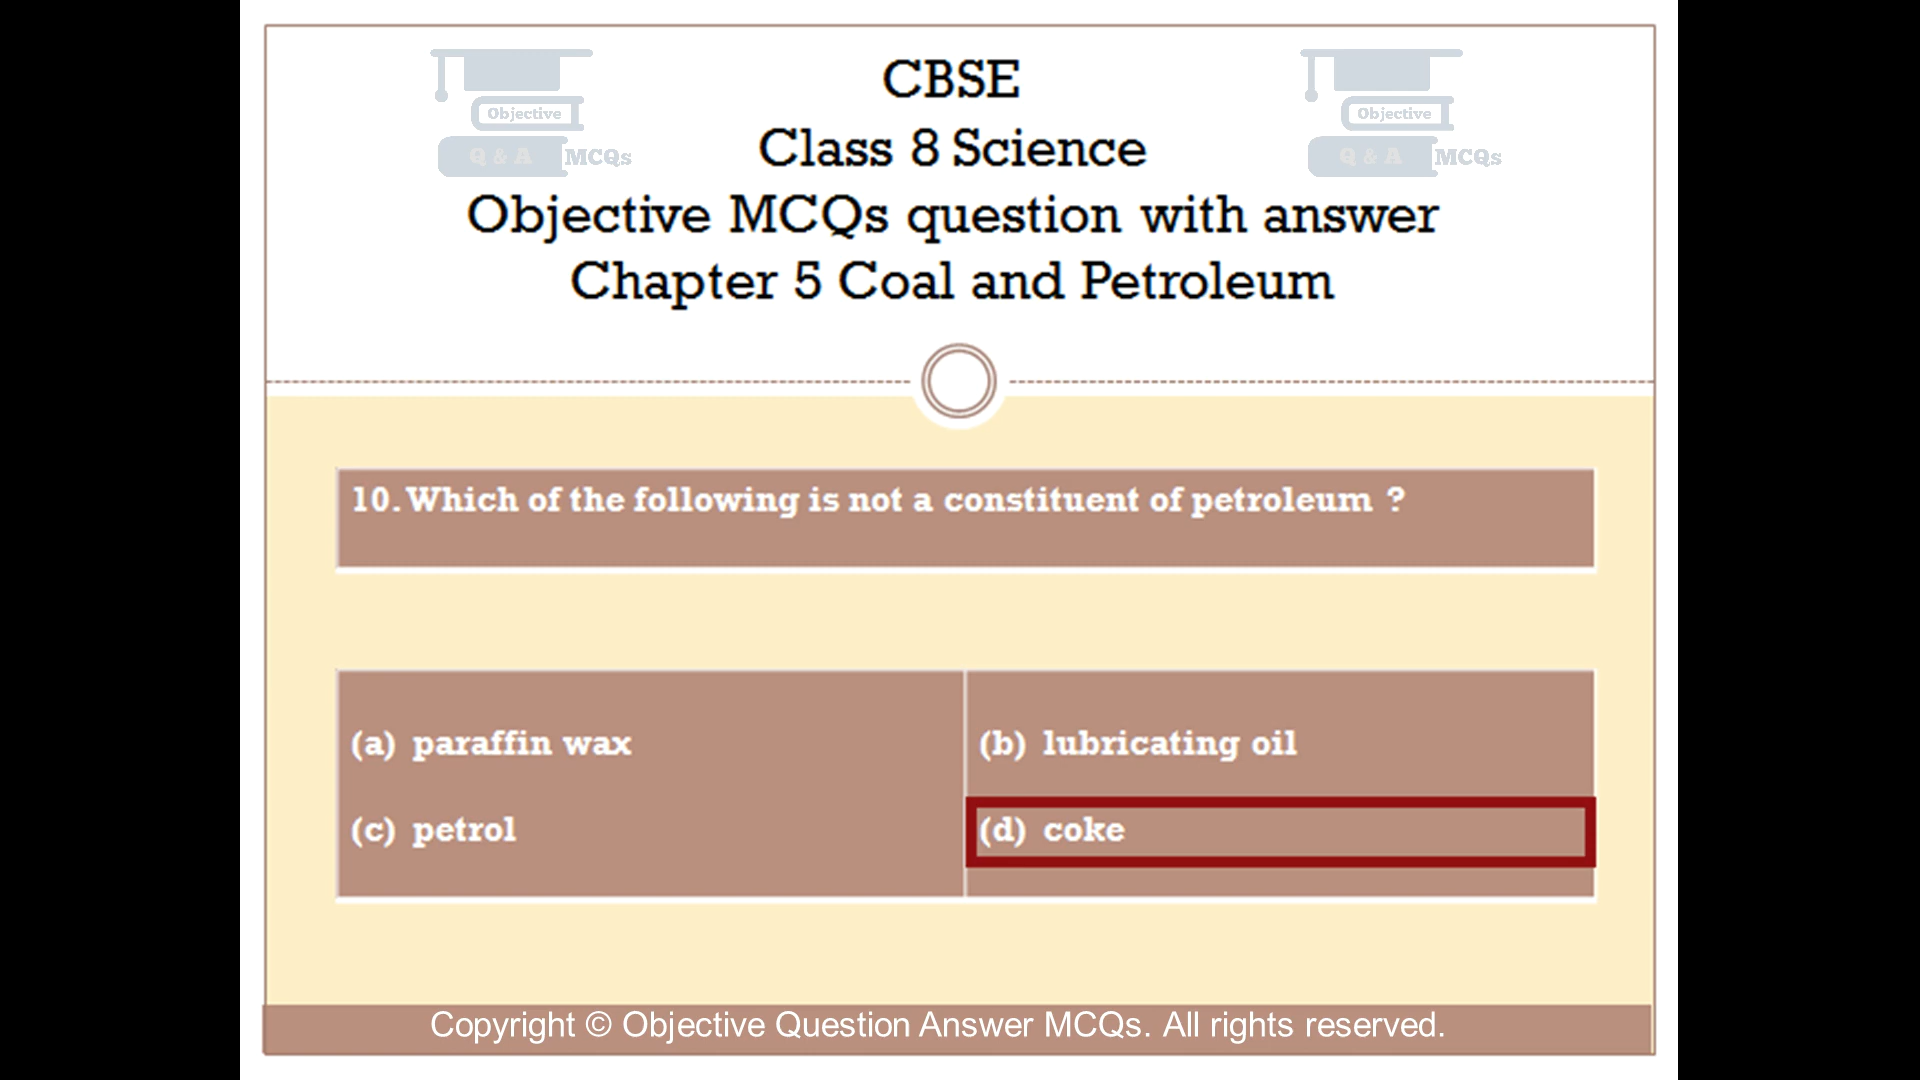 Objective
Q & A MCQs
Objective
Q & A MCQs
CBSE
Class 8 Science
Objective MCQs question with answer
Chapter 5 Coal and Petroleum
10. Which of the following is not a constituent of petroleum ?
(a) paraffin wax
(b) lubricating oil
(c) petrol
(d) coke
Copyright © Objective Question Answer MCQs. All rights reserved.